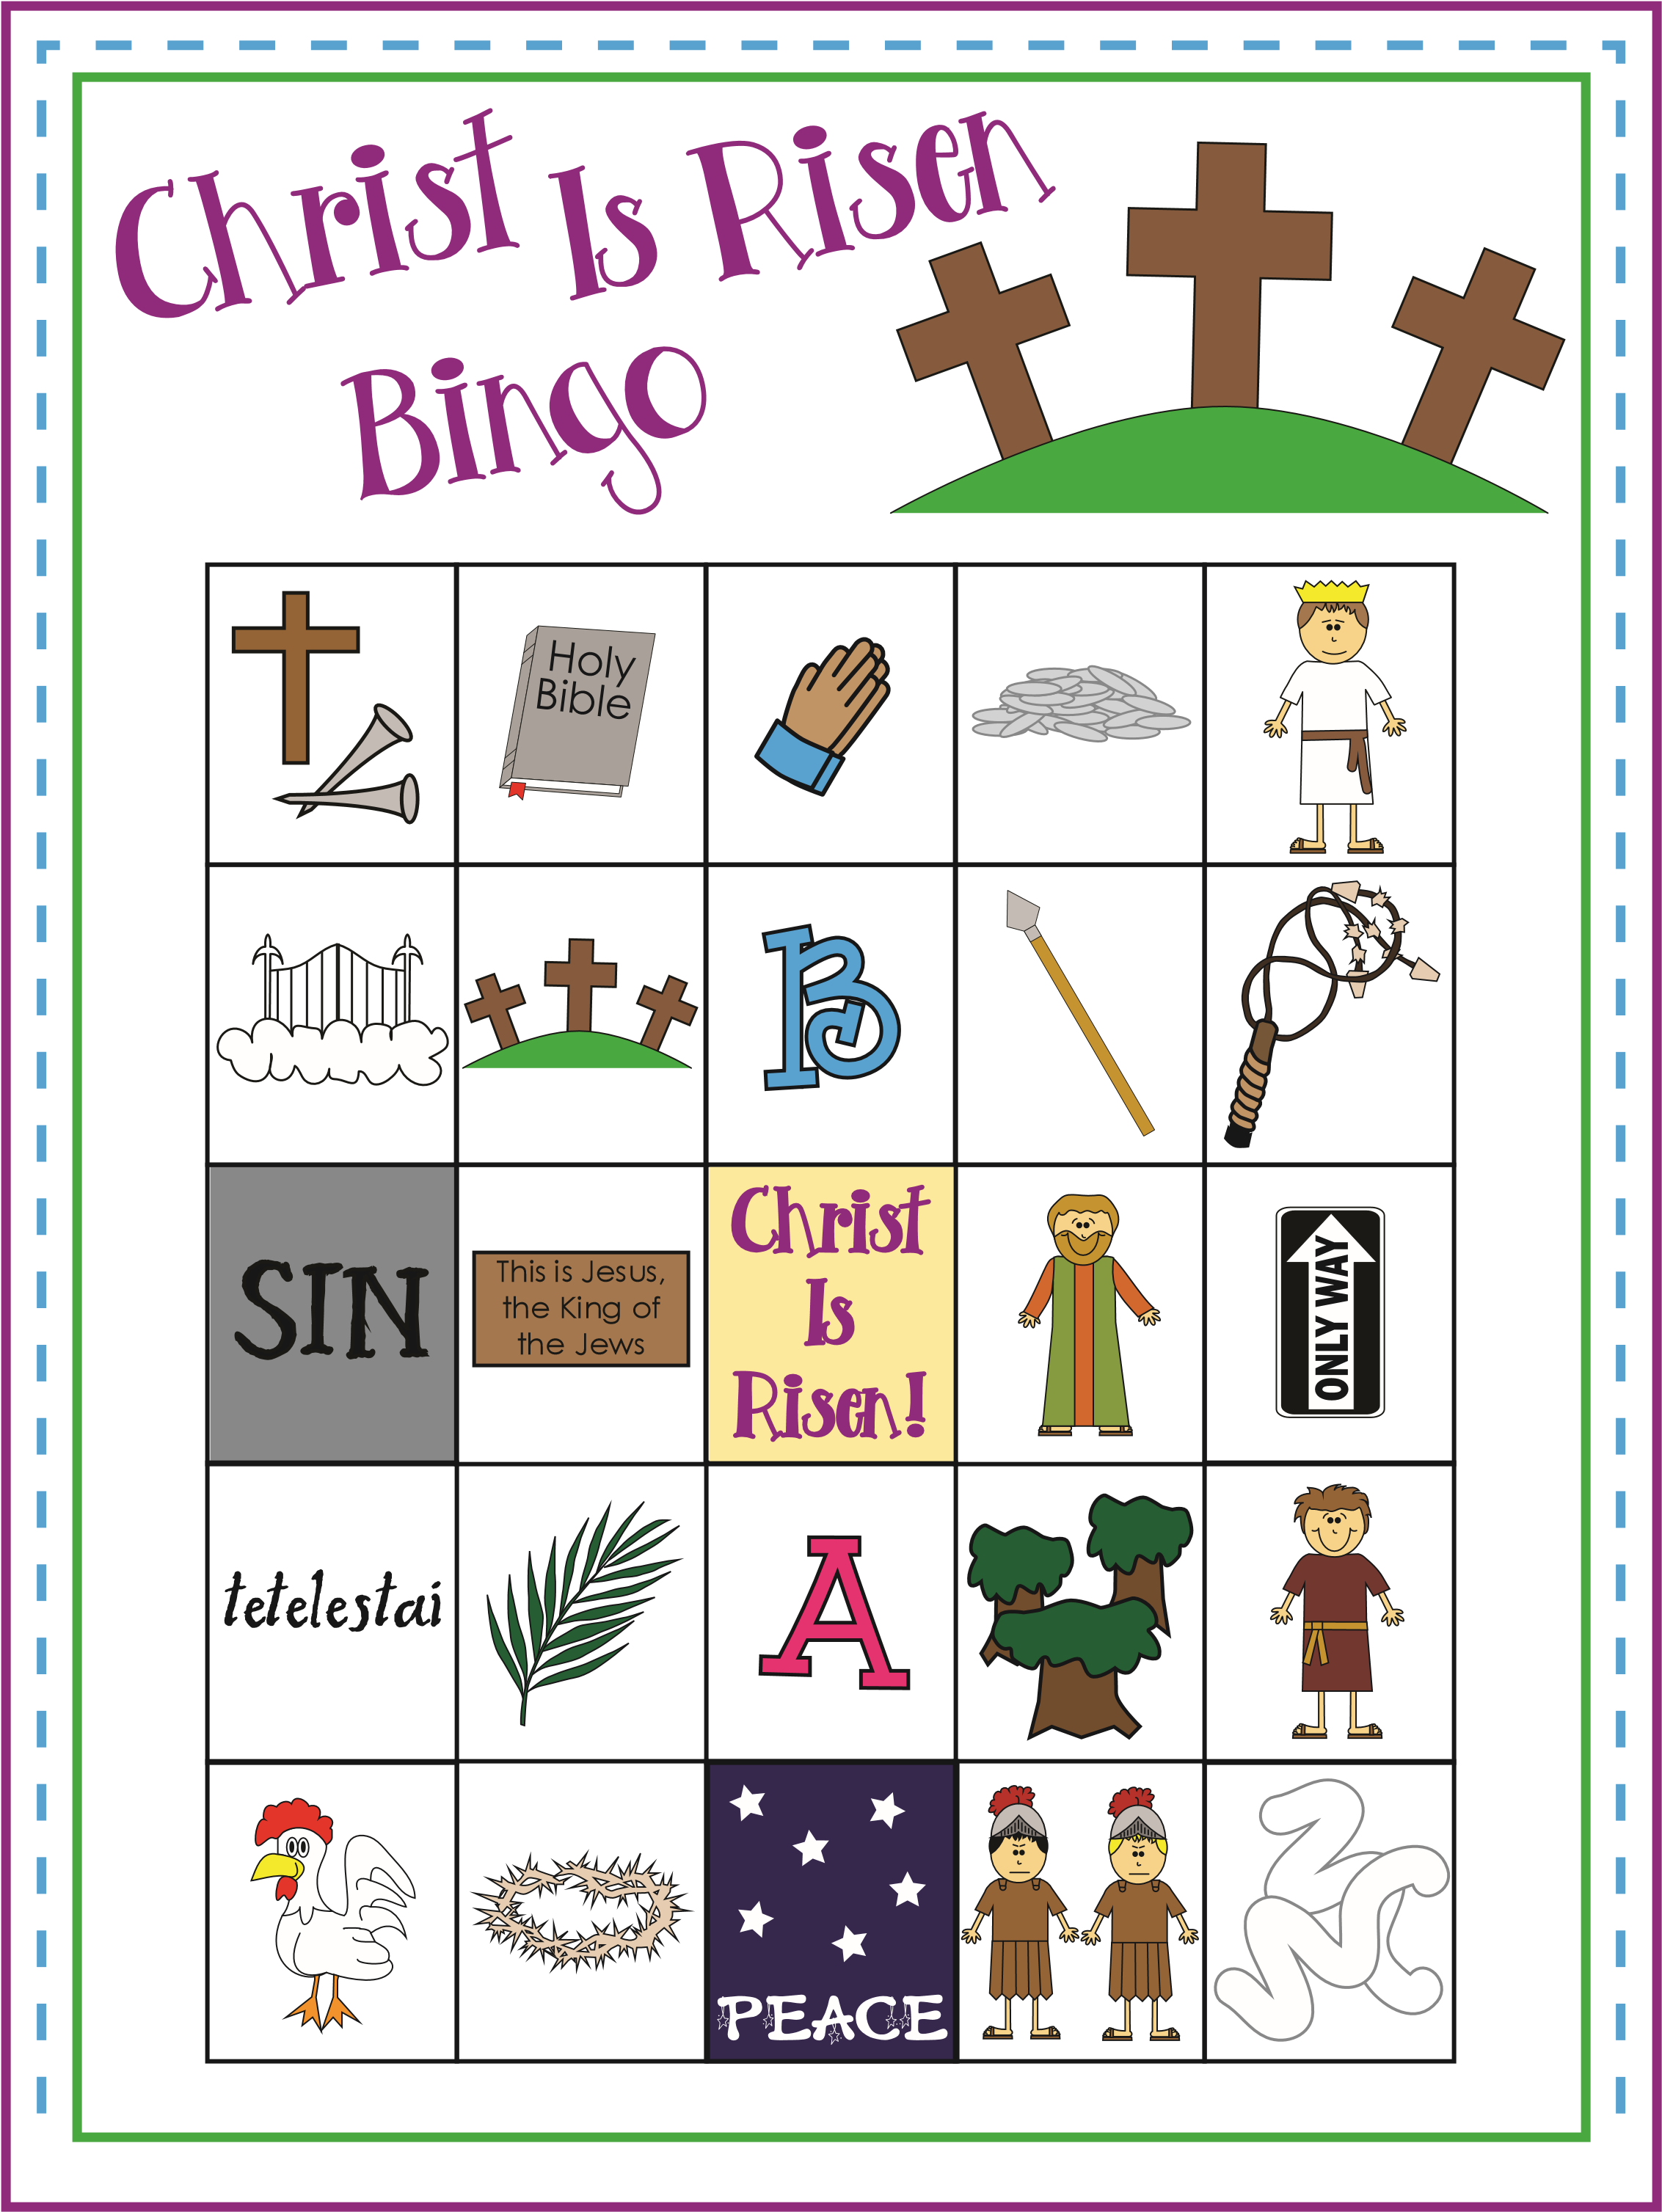 Christ Is Risen
Bingo
Holy
Bible
B
SIN
This is Jesus,
the King of
the Jews
Christ
Is
Risen!
ONLY WAY
tetelestai
A
PEACE